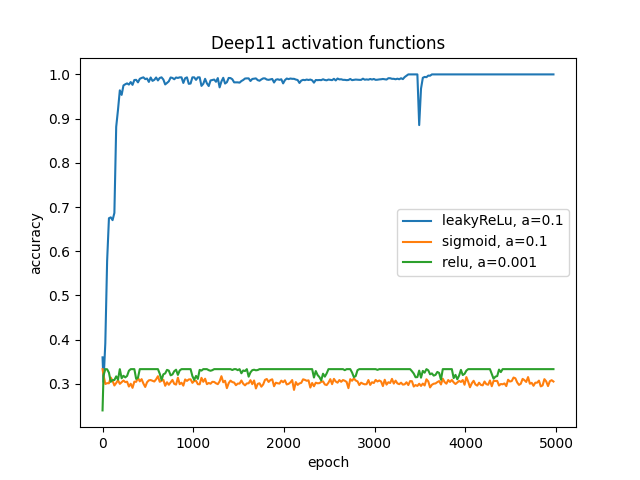 Deep11 activation functions
1.0
0.9
0.8
0.7
0.6
0.5
0.4
0.3
accuracy
leakyReLu, a=0.1
sigmoid, a=0.1
relu, a=0.001
0 1000 2000 3000 4000 5000
epoch